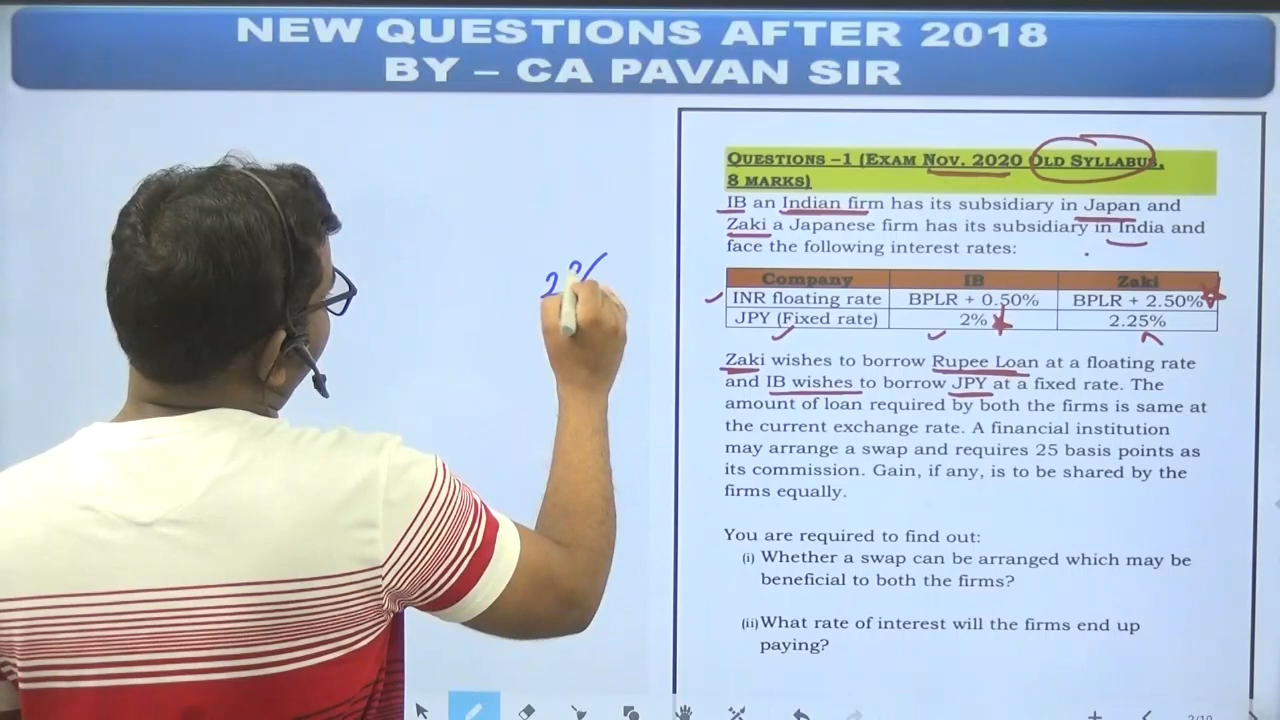 NEW QUESTIONS AFTER 2018
BY – CA PAVAN SIR
QUESTIONS –1 (EXAM NOV. 2020 OLD SYLLABUS,
8 MARKS)
IB an Indian firm has its subsidiary in Japan and
Zaki a Japanese firm has its subsidiary in India and
face the following interest rates:
Company IB Zaki
INR floating rate BPLR + 0.50% BPLR + 2.50%
JPY (Fixed rate) 2% 2.25%
Zaki wishes to borrow Rupee Loan at a floating rate
and IB wishes to borrow JPY at a fixed rate. The
amount of loan required by both the firms is same at
the current exchange rate. A financial institution
may arrange a swap and requires 25 basis points as
its commission. Gain, if any, is to be shared by the
firms equally.
You are required to find out:
(i) Whether a swap can be arranged which may be
beneficial to both the firms?
(ii) What rate of interest will the firms end up
paying?
2/10